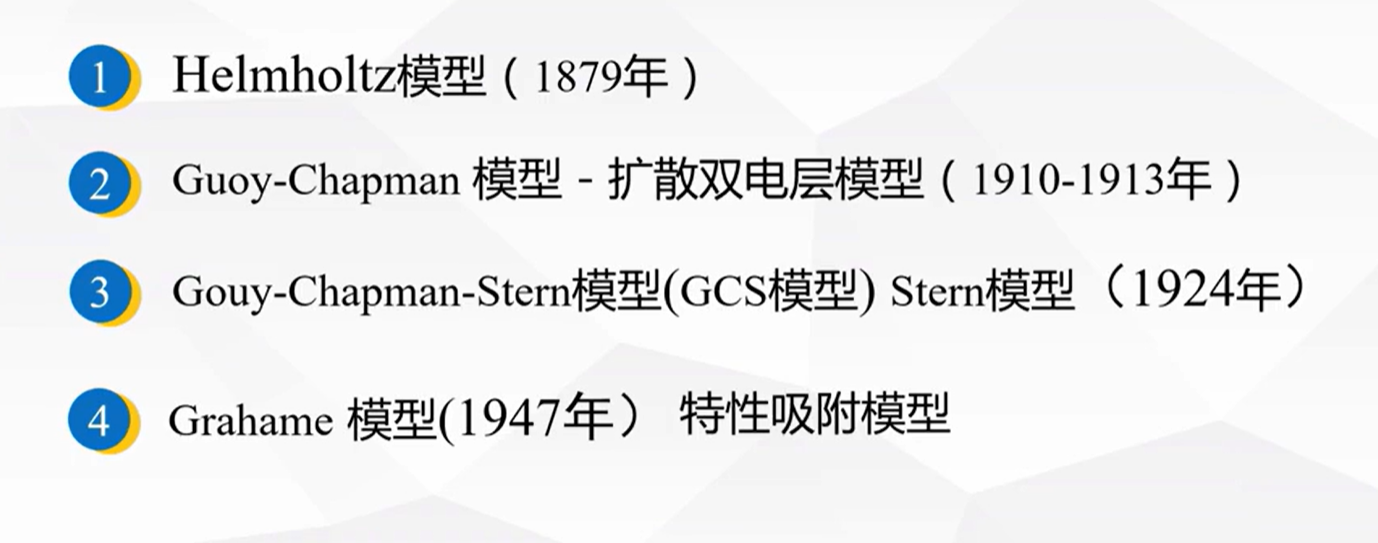 1 Helmholtz模型（1879年）
2 Guoy-Chapman 模型 - 扩散双电层模型（1910-1913年）
3 Gouy-Chapman-Stern模型(GCS模型) Stern模型（1924年）
4 Grahame 模型(1947年） 特性吸附模型